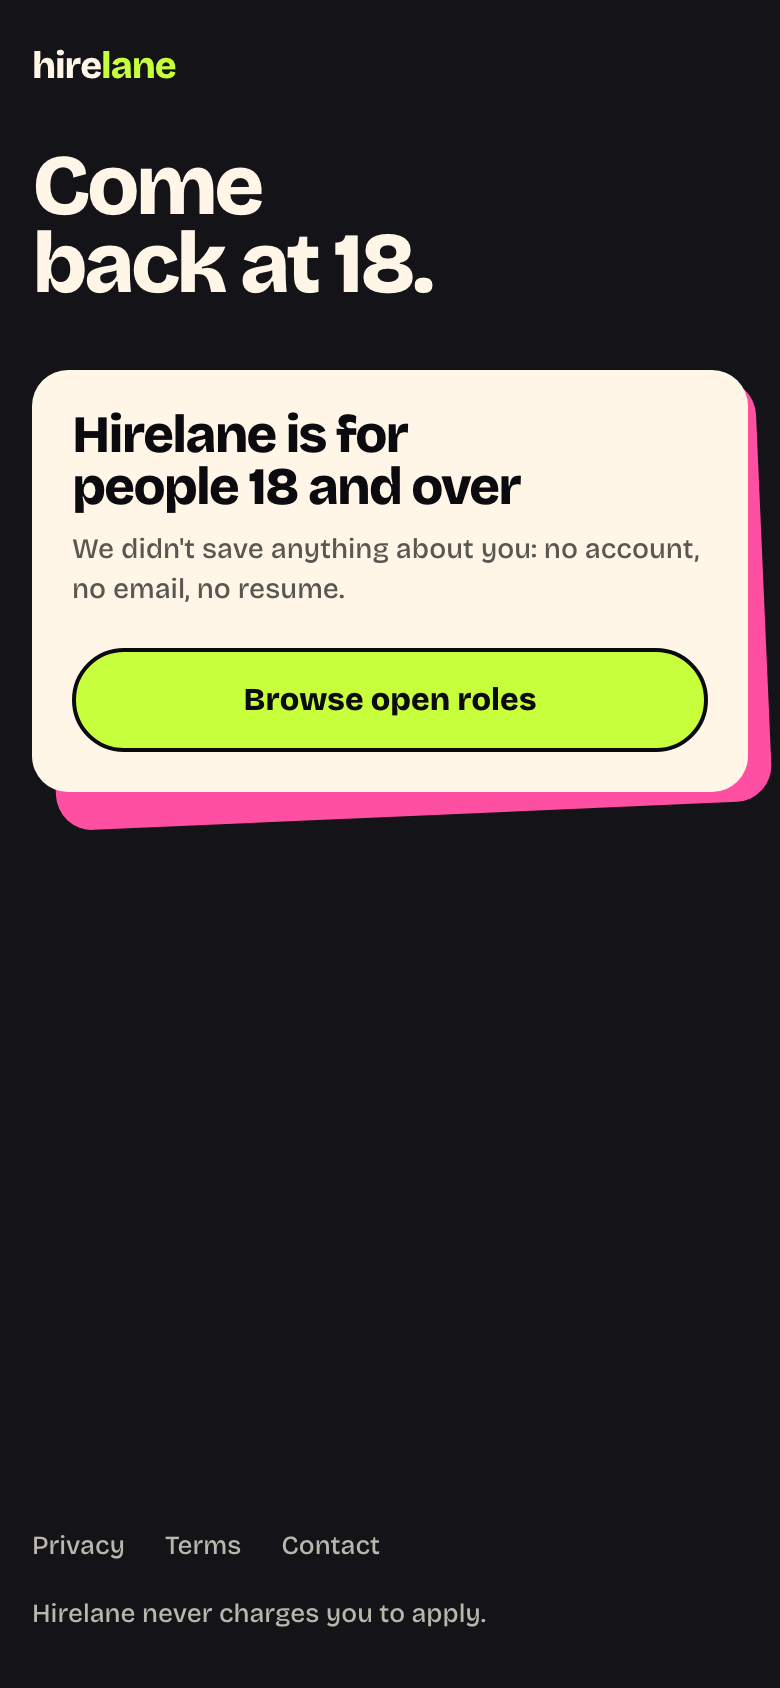 hirelane
Come
back at 18.
Hirelane is for
people 18 and over
We didn't save anything about you: no account,
no email, no resume.
Browse open roles
Privacy Terms Contact
Hirelane never charges you to apply.